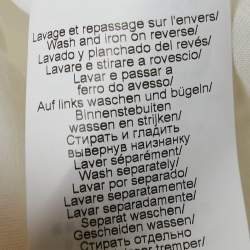 Lavage et repassage sur l'envers/
Wash and iron on reverse/
Lavado y planchado del revés/
Lavare e stirare a rovescio/
Lavar e passar a
ferro do avesso/
Auf links waschen und bügeln/
Binnenstebuiten
wassen en strijken/
Стирать и гладить
вывернув наизнанку
Laver séparément/
Wash separately/
Lavar por separado/
Lavare separatamente/
Lavar separadamente/
Separat waschen/
Gescheiden wassen/
Стирать отдельно
tremper/